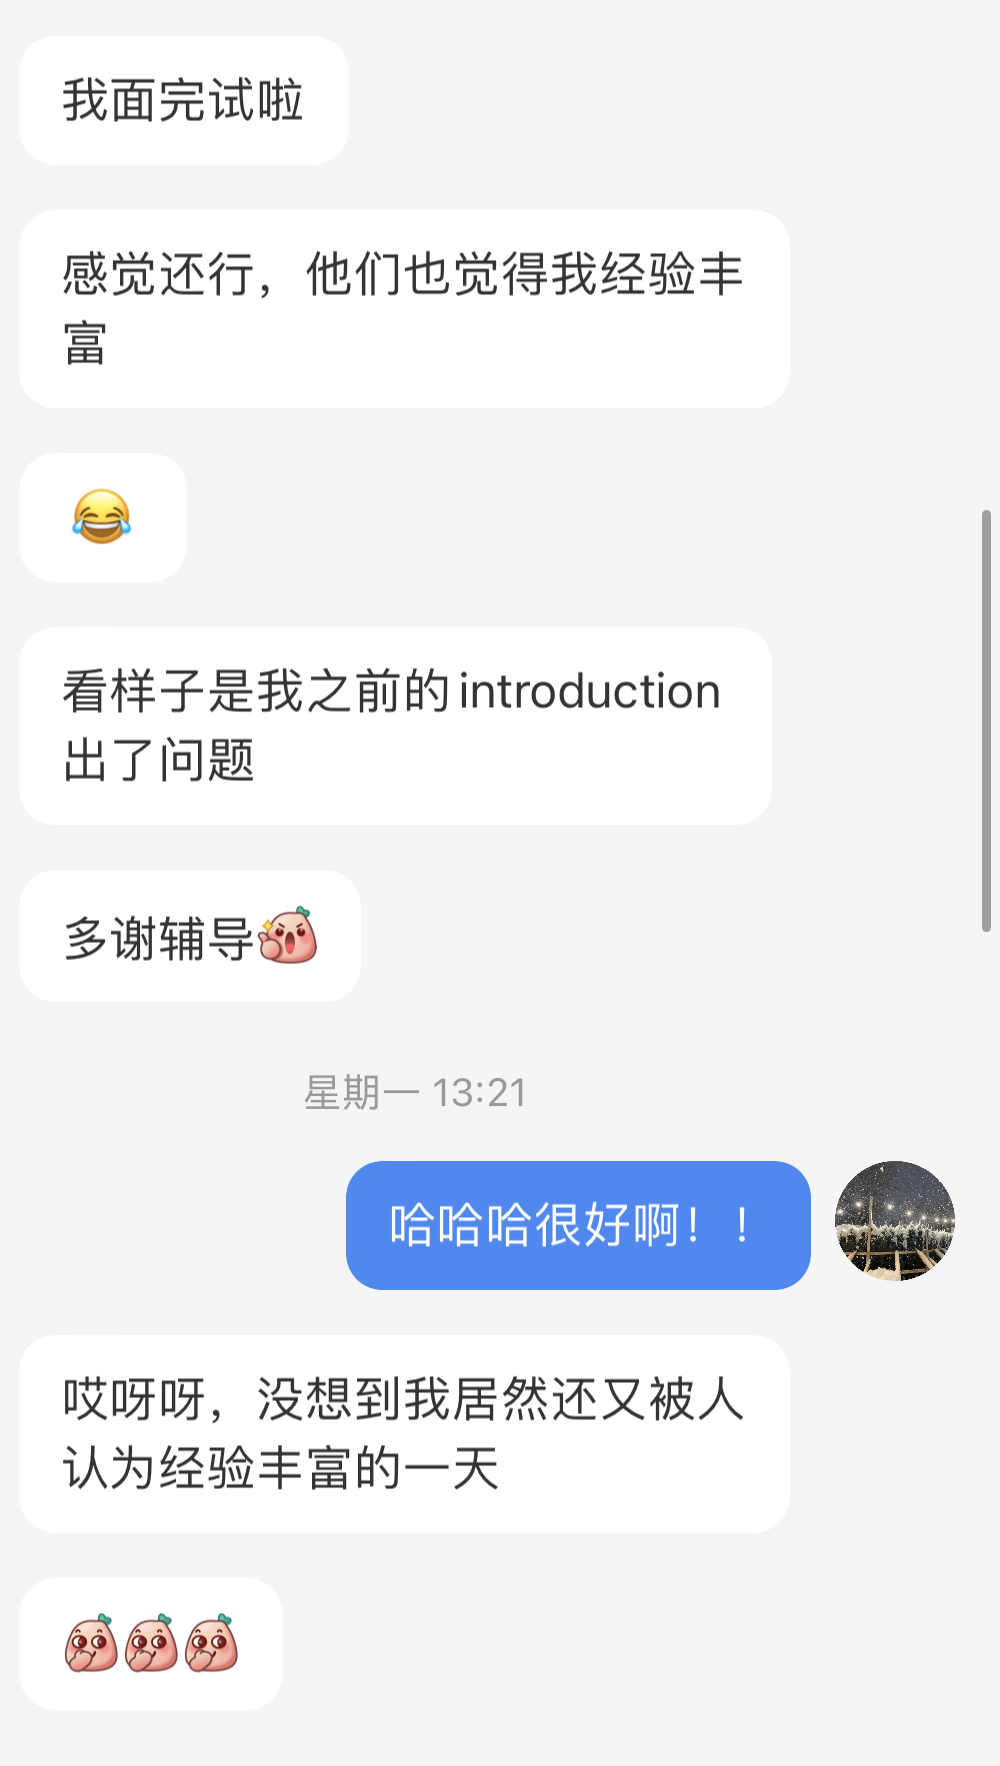 我面完试啦
感觉还行，他们也觉得我经验丰
富
😂
看样子是我之前的introduction
出了问题
多谢辅导
星期一 13:21
哈哈哈很好啊！！
哎呀呀，没想到我居然还又被人
认为经验丰富的一天